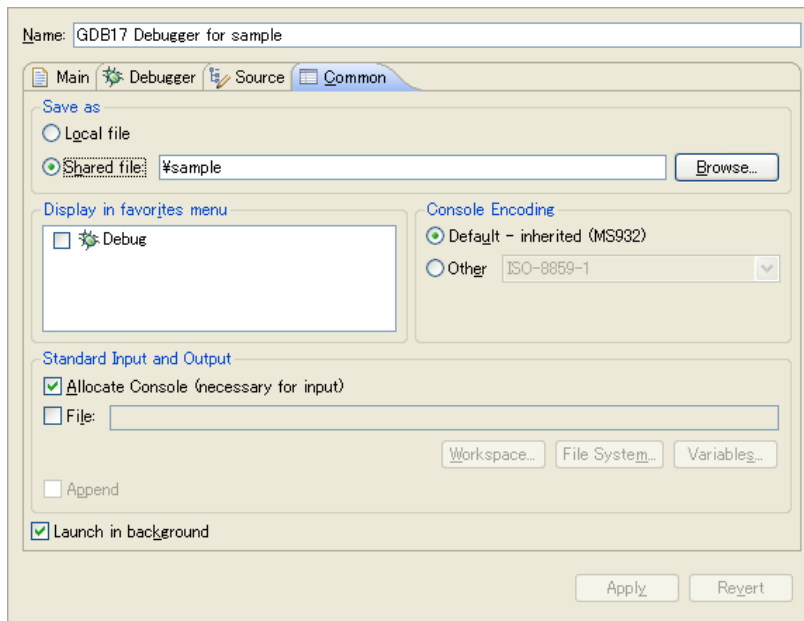 Name: GDB17 Debugger for sample
Main Debugger Source Common
Save as
Local file
Shared file: ¥sample Browse...
Display in favorites menu
Debug
Console Encoding
Default - inherited (MS932)
Other ISO-8859-1
Standard Input and Output
Allocate Console (necessary for input)
File:
Workspace... File System... Variables...
Append
Launch in background
Apply Revert